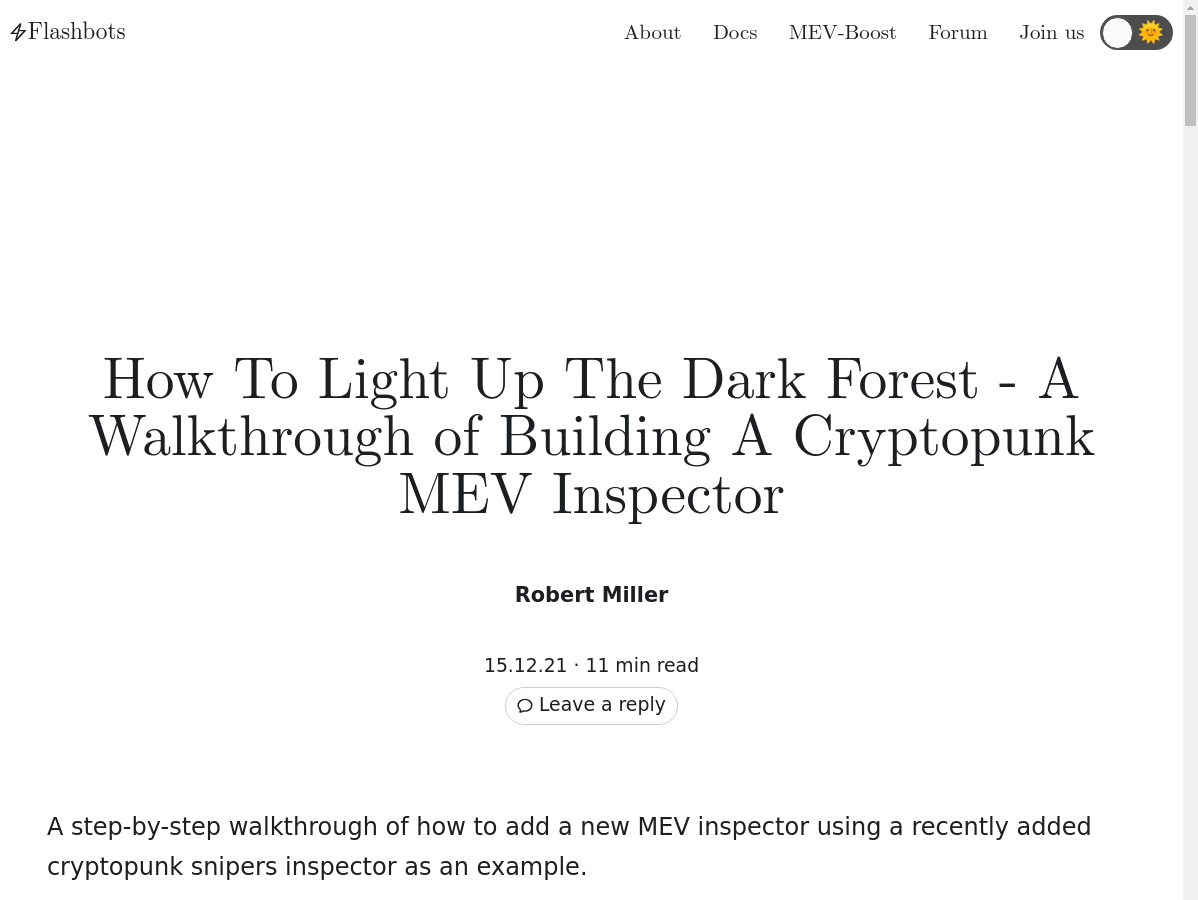 Flashbots
About Docs MEV-Boost Forum Join us
How To Light Up The Dark Forest - A
Walkthrough of Building A Cryptopunk
MEV Inspector
Robert Miller
15.12.21 · 11 min read
Leave a reply
A step-by-step walkthrough of how to add a new MEV inspector using a recently added
cryptopunk snipers inspector as an example.